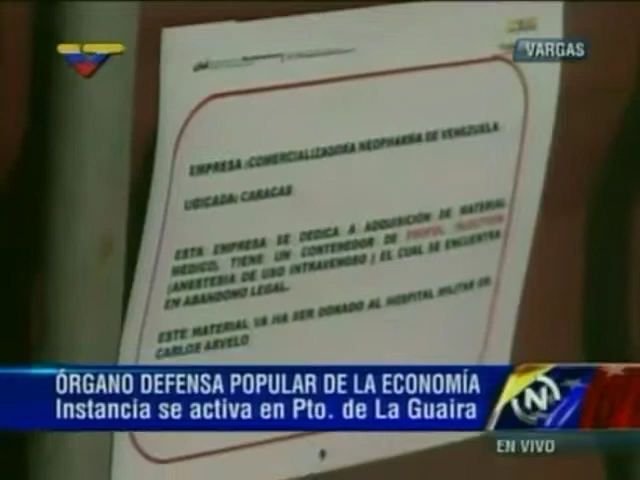 VARGAS
EMPRESA :COMERCIALIZADORA NEOPHARMA DE VENEZUELA
UBICADA: CARACAS
ESTA EMPRESA SE DEDICA A ADQUISICIÓN DE MATERIAL
MEDICO, TIENE UN CONTENEDOR DE INJECTION
(ANESTESIA DE USO INTRAVENOSO ) EL CUAL SE ENCUENTRA
EN ABANDONO LEGAL.
ESTE MATERIAL VA HA SER DONADO AL HOSPITAL MILITAR DR.
CARLOS ARVELO
ÓRGANO DEFENSA POPULAR DE LA ECONOMÍA
Instancia se activa en Pto. de La Guaira
N
EN VIVO